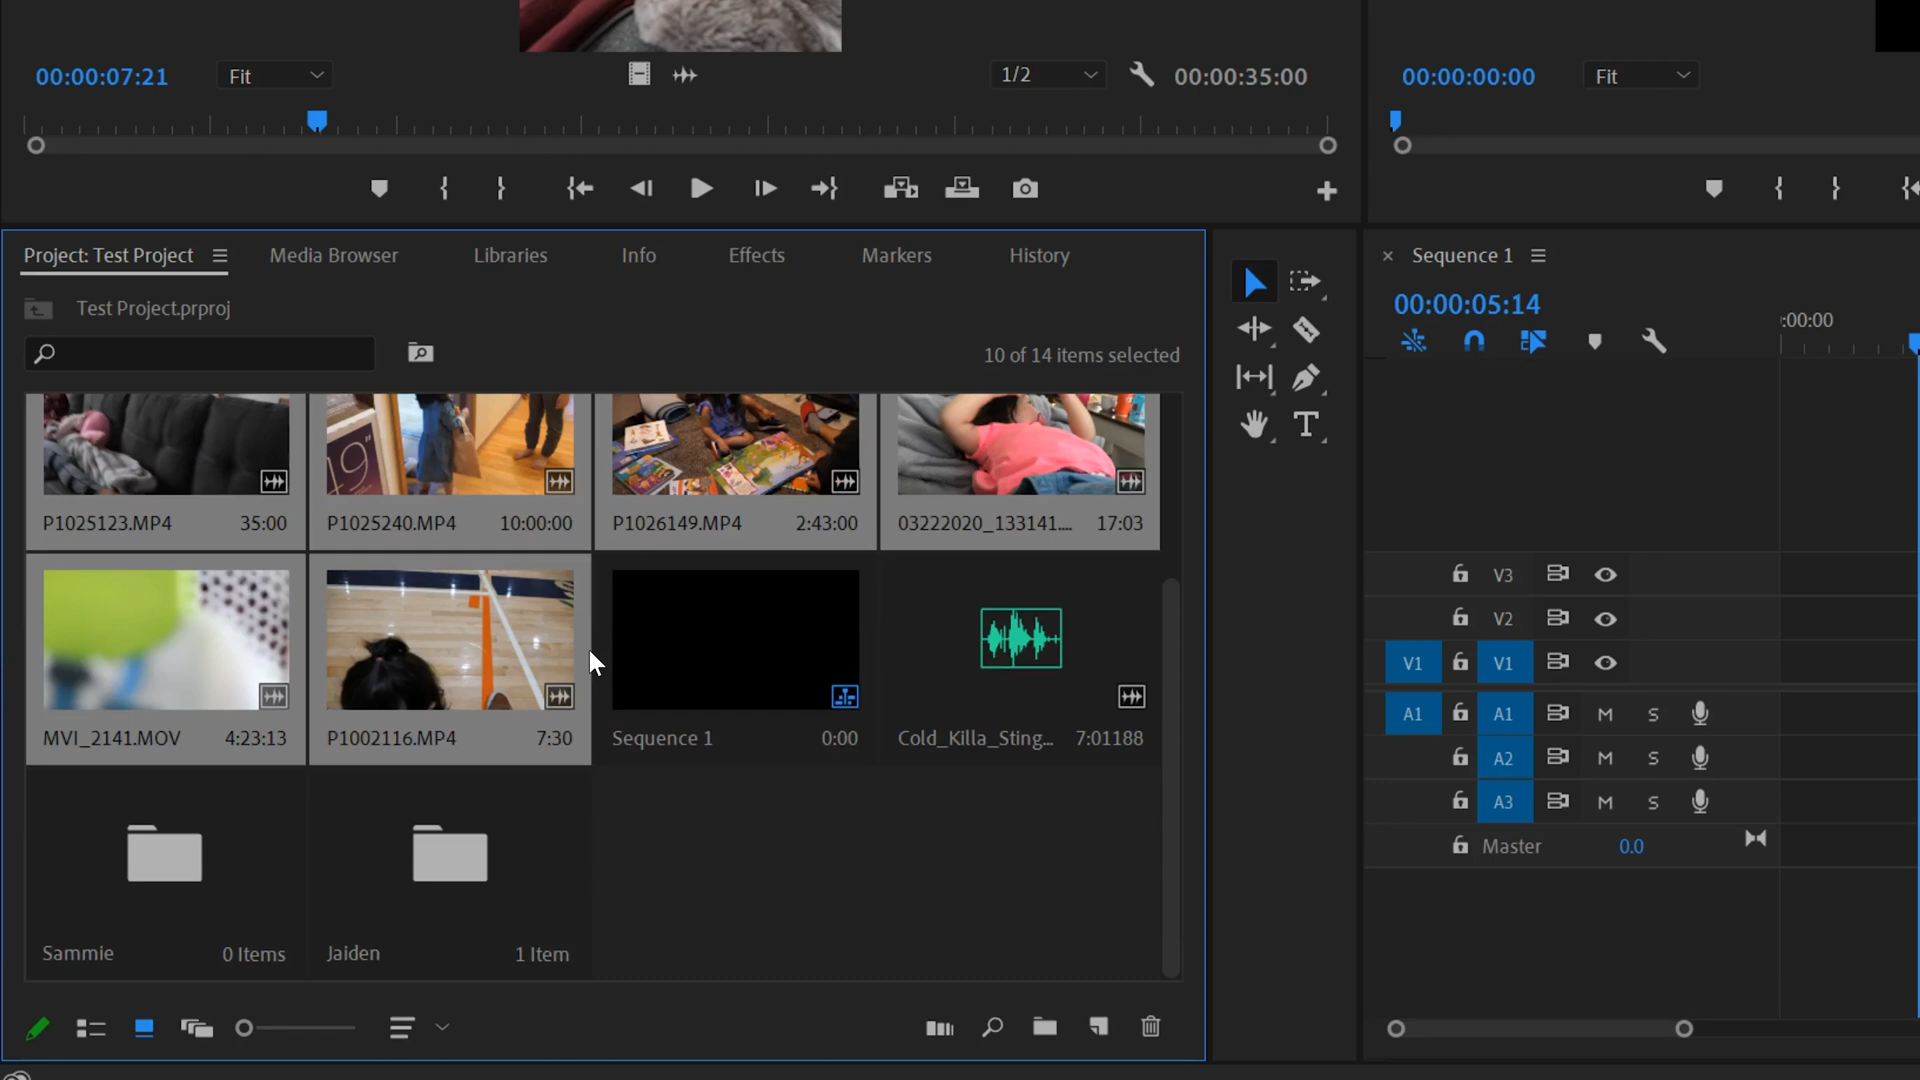 00:00:07:21 Fit 1/2 00:00:35:00 00:00:00:00 Fit
Project: Test Project Media Browser Libraries Info Effects Markers History
Test Project.prproj
10 of 14 items selected
P1025123.MP4 35:00 P1025240.MP4 10:00:00 P1026149.MP4 2:43:00 03222020_133141.... 17:03
MVI_2141.MOV 4:23:13 P1002116.MP4 7:30 Sequence 1 0:00 Cold_Killa_Sting... 7:01188
Sammie 0 Items Jaiden 1 Item
× Sequence 1
00:00:05:14
:00:00
V3
V2
V1 V1
A1 A1 M S
A2 M S
A3 M S
Master 0.0